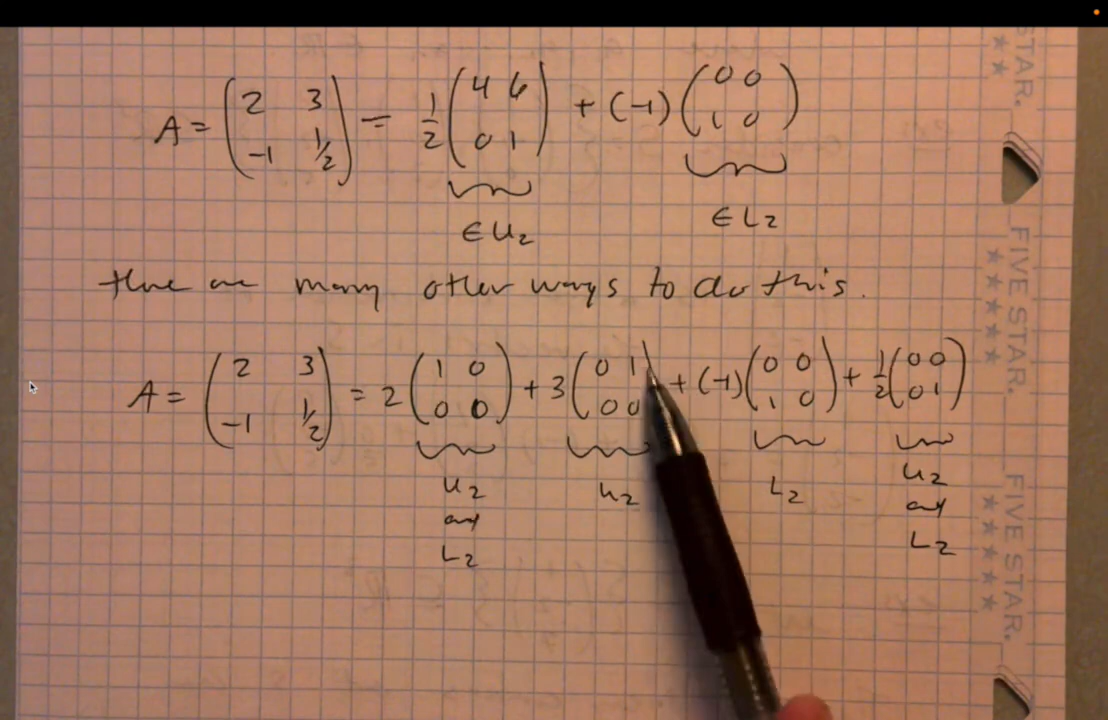 A = (2 3 / -1 1/2) = 1/2 (4 6 / 0 1) + (-1) (0 0 / 1 0)
∈ U₂ ∈ L₂
there are many other ways to do this.
A = (2 3 / -1 1/2) = 2 (1 0 / 0 0) + 3 (0 1 / 0 0) + (-1) (0 0 / 1 0) + 1/2 (0 0 / 0 1)
U₂ U₂ L₂ U₂
and and
L₂ L₂
STAR.
FIVE STAR.
FIVE STAR.